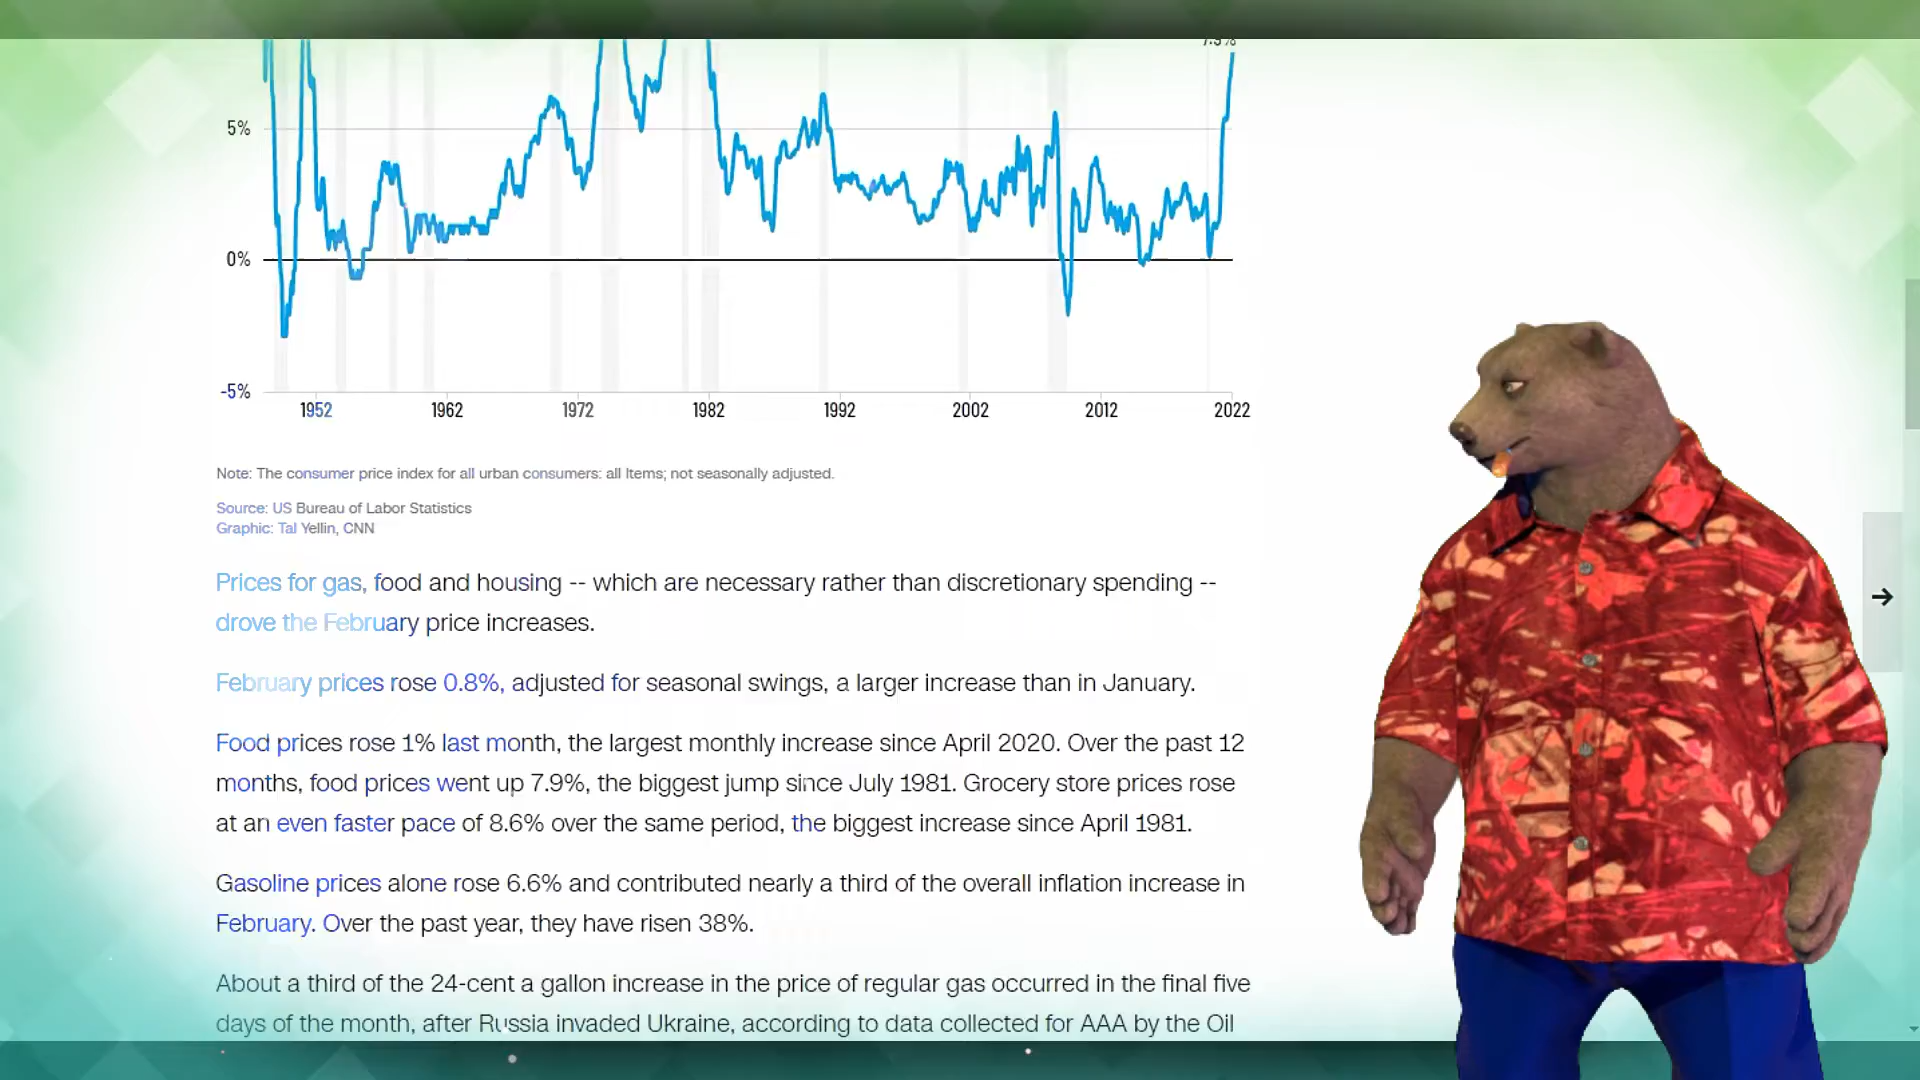 7.9%
5%
0%
-5%
1952 1962 1972 1982 1992 2002 2012 2022
Note: The consumer price index for all urban consumers: all Items; not seasonally adjusted.
Source: US Bureau of Labor Statistics
Graphic: Tal Yellin, CNN
Prices for gas, food and housing -- which are necessary rather than discretionary spending --
drove the February price increases.
February prices rose 0.8%, adjusted for seasonal swings, a larger increase than in January.
Food prices rose 1% last month, the largest monthly increase since April 2020. Over the past 12
months, food prices went up 7.9%, the biggest jump since July 1981. Grocery store prices rose
at an even faster pace of 8.6% over the same period, the biggest increase since April 1981.
Gasoline prices alone rose 6.6% and contributed nearly a third of the overall inflation increase in
February. Over the past year, they have risen 38%.
About a third of the 24-cent a gallon increase in the price of regular gas occurred in the final five
days of the month, after Russia invaded Ukraine, according to data collected for AAA by the Oil